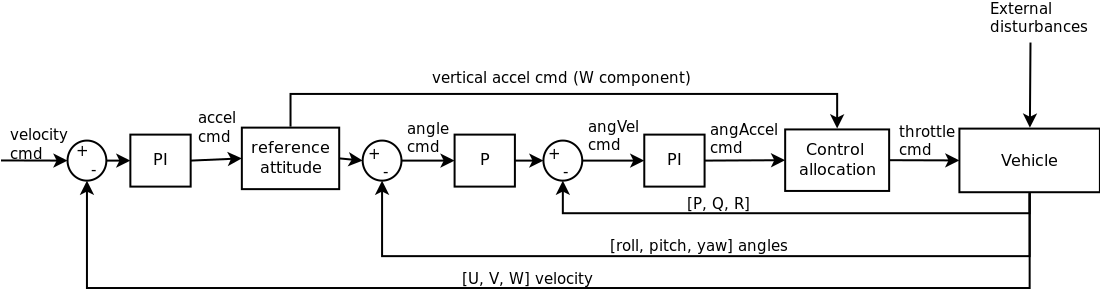 External
disturbances
vertical accel cmd (W component)
velocity
cmd
+
-
PI
accel
cmd
reference
attitude
+
-
angle
cmd
P
+
-
angVel
cmd
PI
angAccel
cmd
Control
allocation
throttle
cmd
Vehicle
[P, Q, R]
[roll, pitch, yaw] angles
[U, V, W] velocity